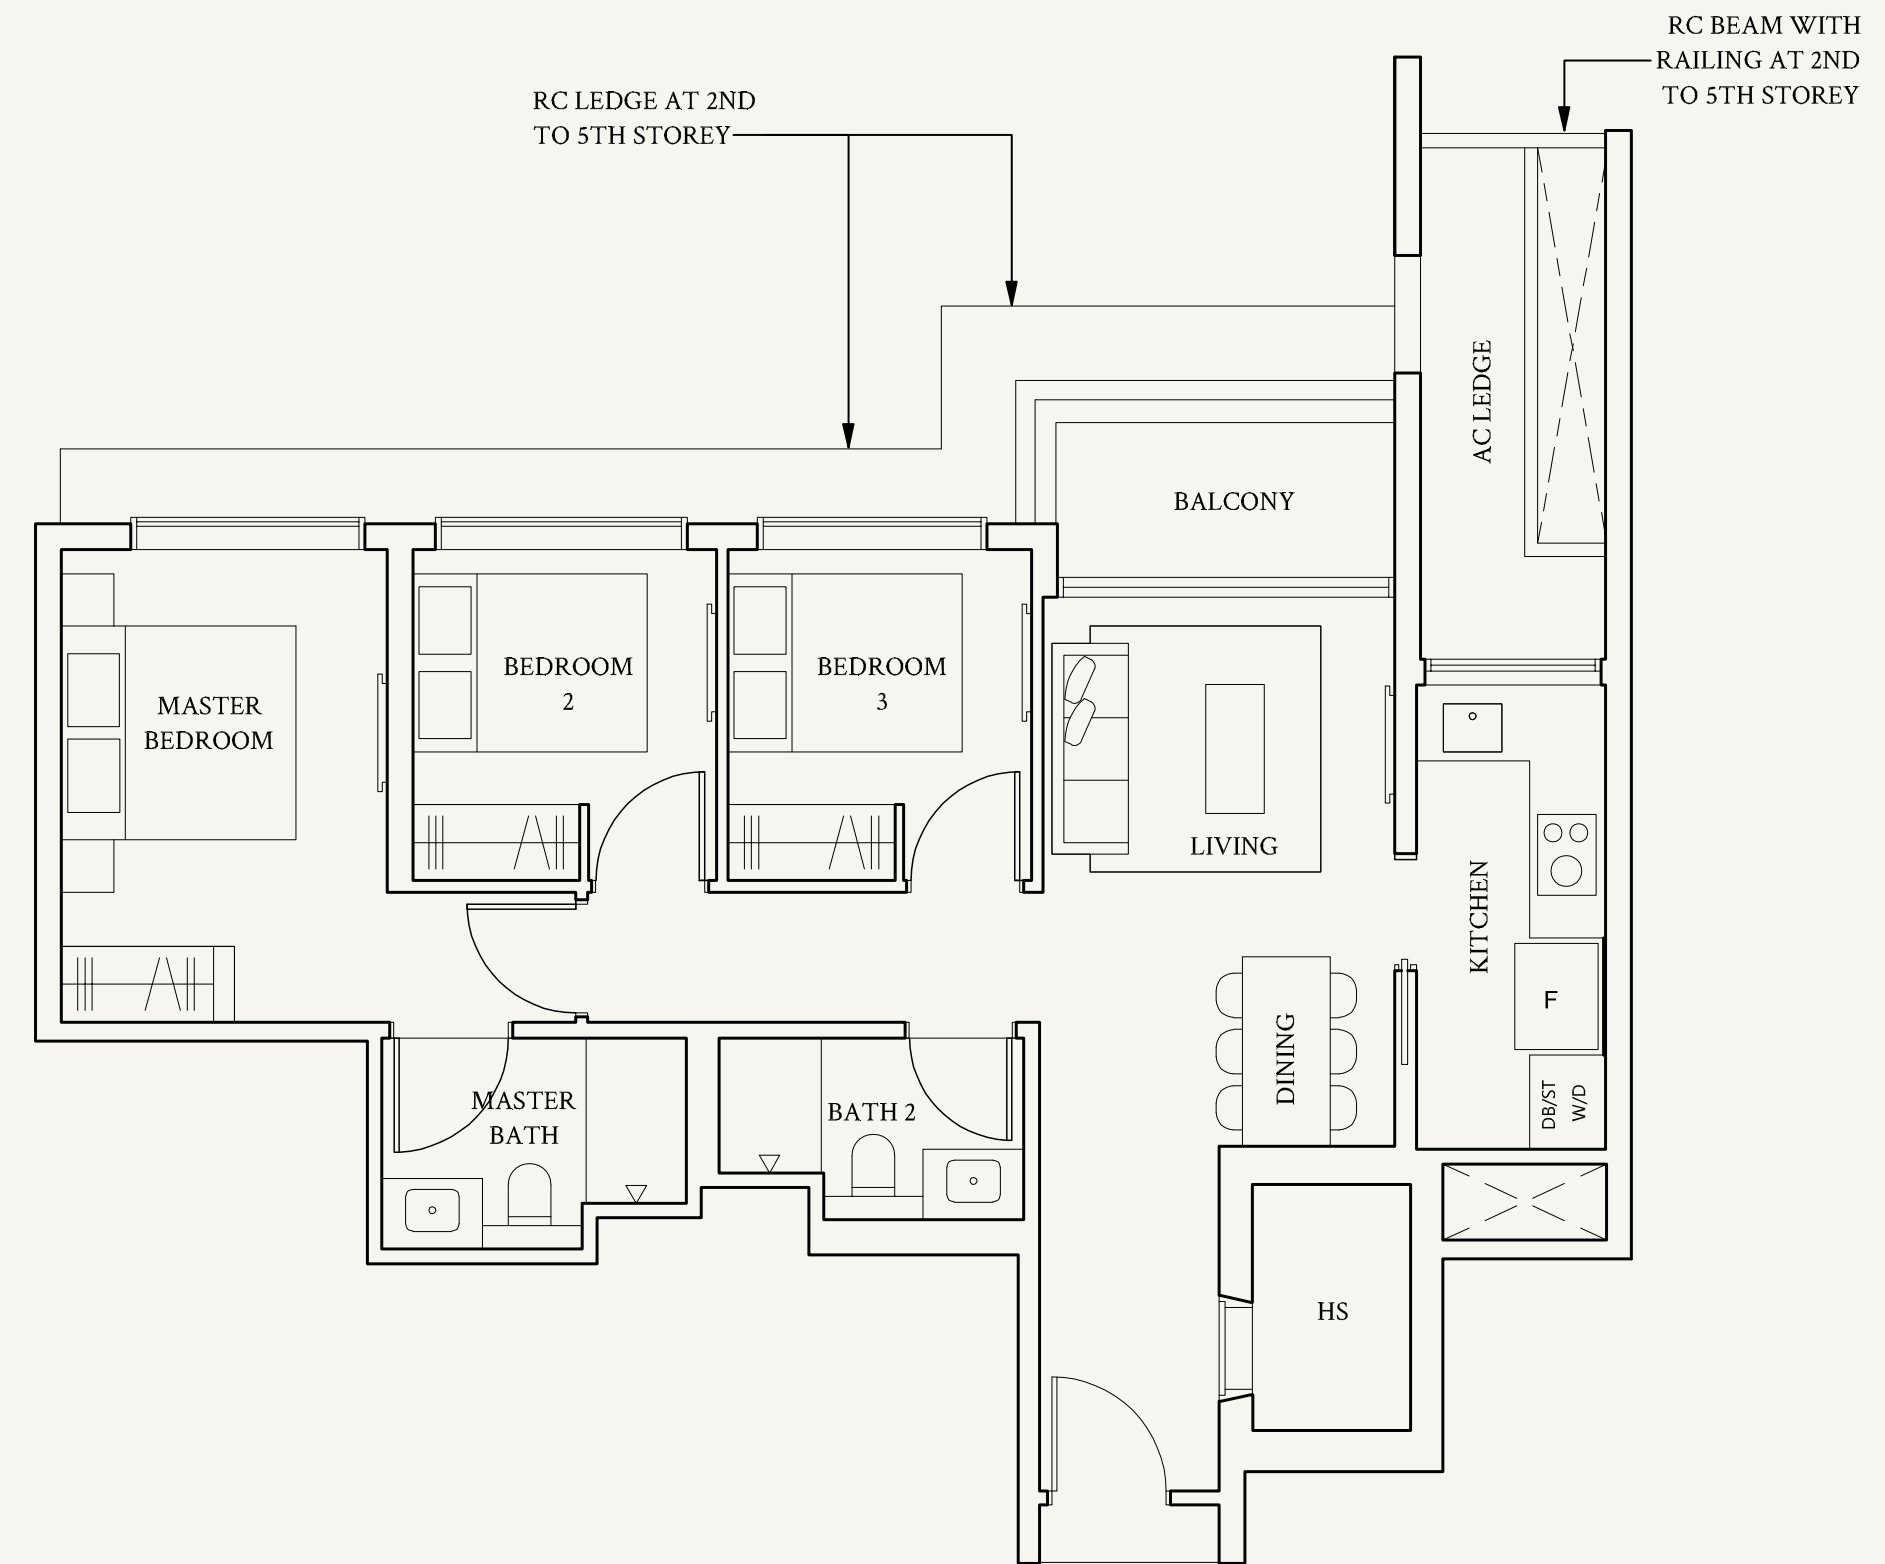 RC BEAM WITH
RAILING AT 2ND
TO 5TH STOREY
RC LEDGE AT 2ND
TO 5TH STOREY
AC LEDGE
BALCONY
MASTER
BEDROOM
BEDROOM
2
BEDROOM
3
LIVING
KITCHEN
F
DB/ST
W/D
DINING
MASTER
BATH
BATH 2
HS